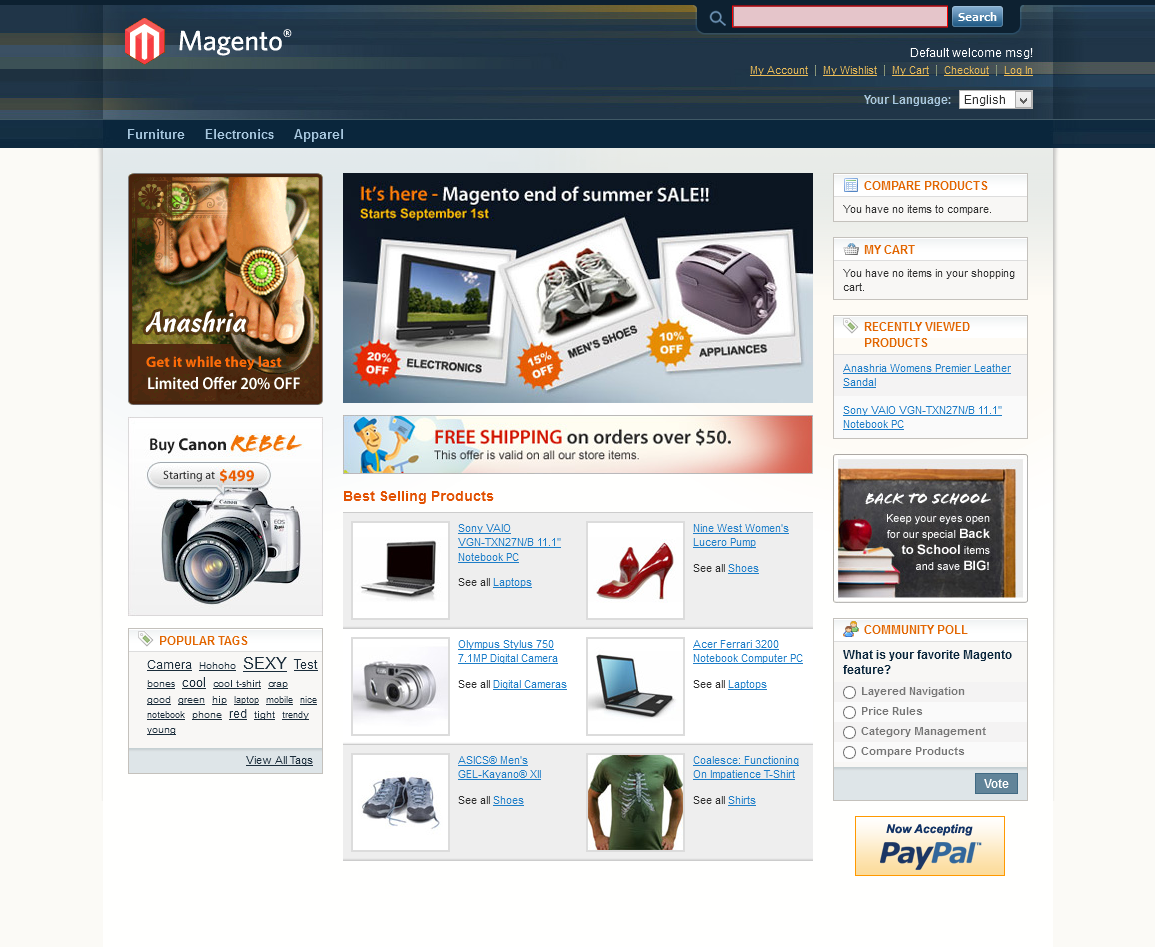 Magento®
Search
Default welcome msg!
My Account | My Wishlist | My Cart | Checkout | Log In
Your Language: English
Furniture Electronics Apparel
Anashria
Get it while they last
Limited Offer 20% OFF
Buy Canon REBEL
Starting at $499
Canon
EOS
Rebel
POPULAR TAGS
Camera Hohoho SEXY Test
bones cool cool t-shirt crap
good green hip laptop mobile nice
notebook phone red tight trendy
young
View All Tags
It's here - Magento end of summer SALE!!
Starts September 1st
20%
OFF
ELECTRONICS
15%
OFF
MEN'S SHOES
10%
OFF
APPLIANCES
FREE SHIPPING on orders over $50.
This offer is valid on all our store items.
Best Selling Products
Sony VAIO
VGN-TXN27N/B 11.1"
Notebook PC
See all Laptops
Nine West Women's
Lucero Pump
See all Shoes
Olympus Stylus 750
7.1MP Digital Camera
See all Digital Cameras
Acer Ferrari 3200
Notebook Computer PC
See all Laptops
ASICS® Men's
GEL-Kayano® XII
See all Shoes
Coalesce: Functioning
On Impatience T-Shirt
See all Shirts
COMPARE PRODUCTS
You have no items to compare.
MY CART
You have no items in your shopping
cart.
RECENTLY VIEWED
PRODUCTS
Anashria Womens Premier Leather
Sandal
Sony VAIO VGN-TXN27N/B 11.1"
Notebook PC
BACK TO SCHOOL
Keep your eyes open
for our special Back
to School items
and save BIG!
COMMUNITY POLL
What is your favorite Magento
feature?
Layered Navigation
Price Rules
Category Management
Compare Products
Vote
Now Accepting
PayPal™